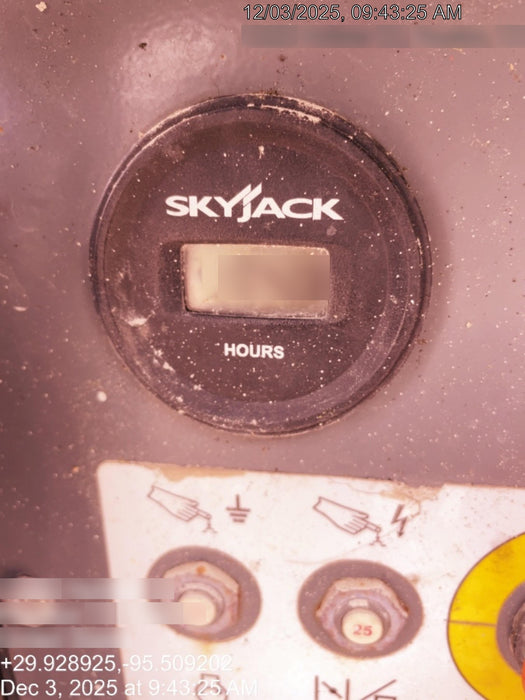 12/03/2025, 09:43:25 AM
SKYJACK
HOURS
25
+29.928925,-95.509202
Dec 3, 2025 at 9:43:25 AM